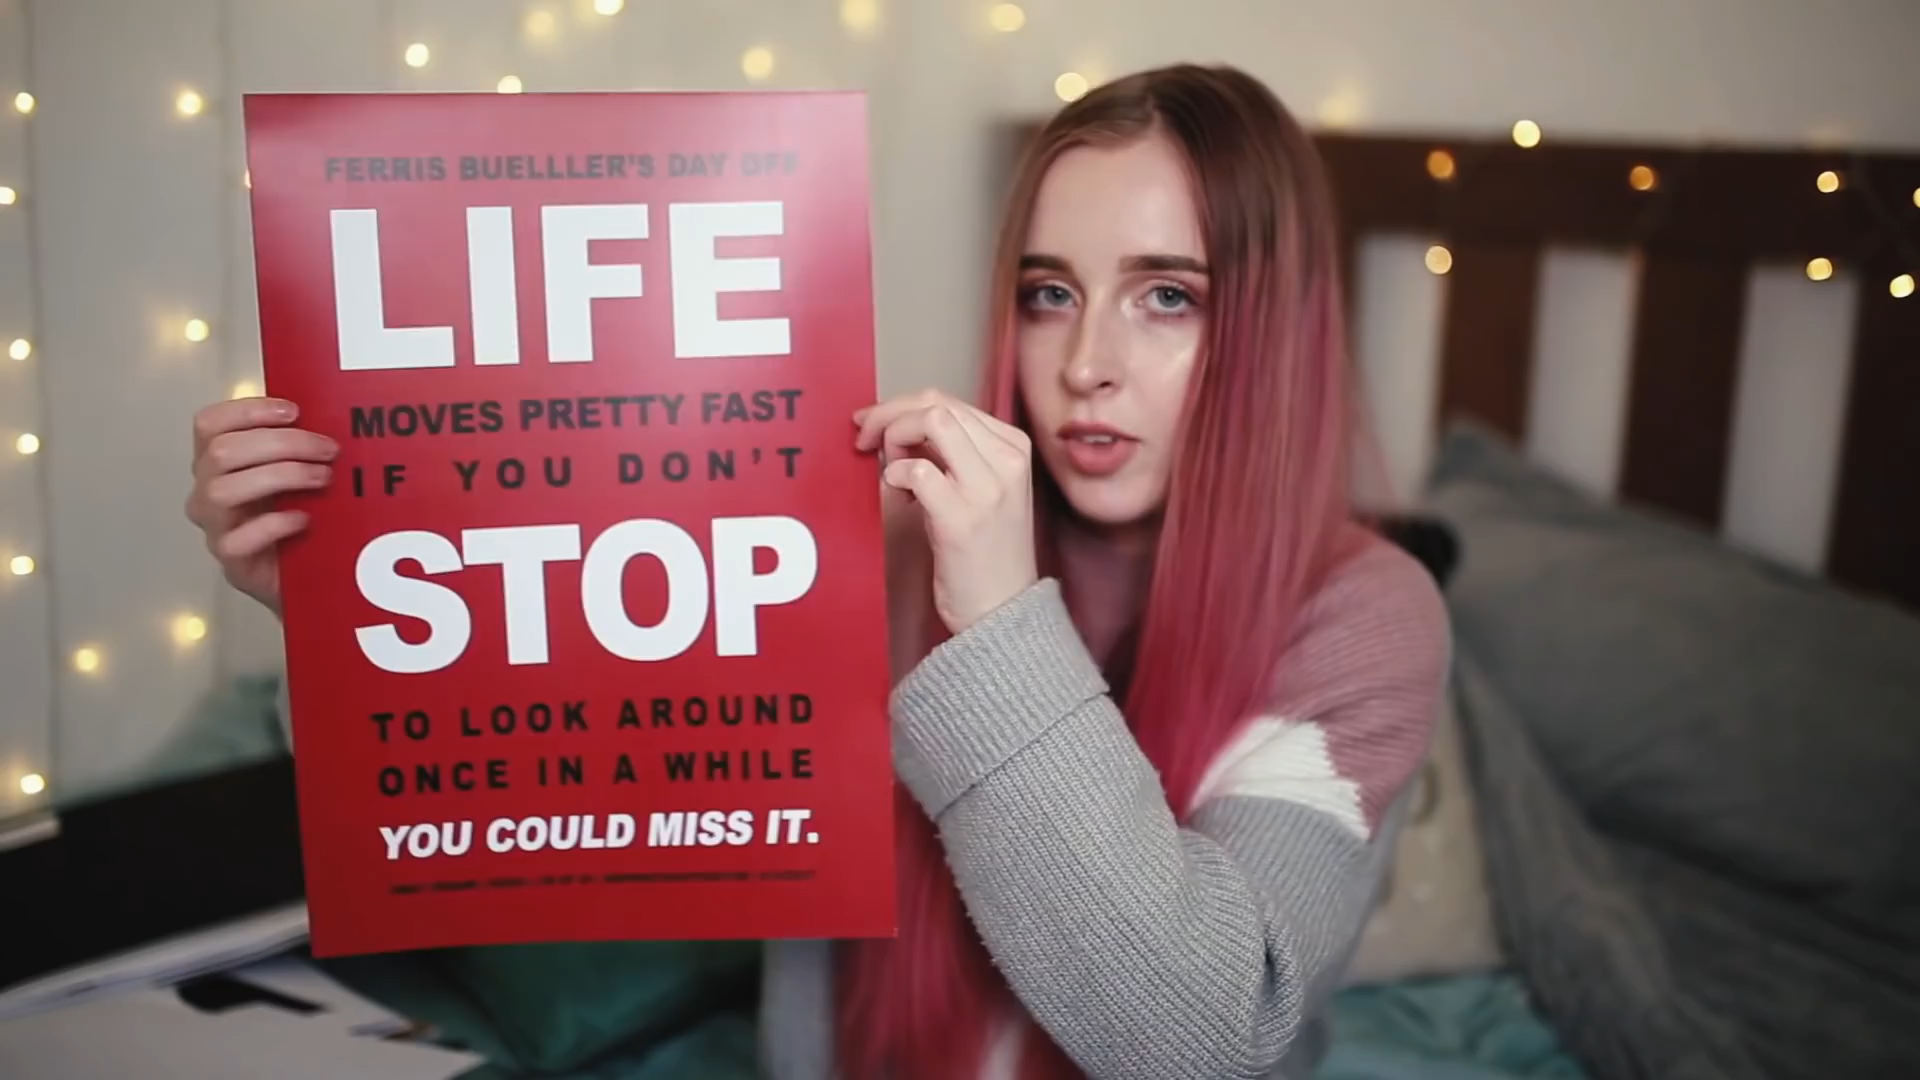 FERRIS BUELLLER'S DAY OFF
LIFE
MOVES PRETTY FAST
IF YOU DON'T
STOP
TO LOOK AROUND
ONCE IN A WHILE
YOU COULD MISS IT.